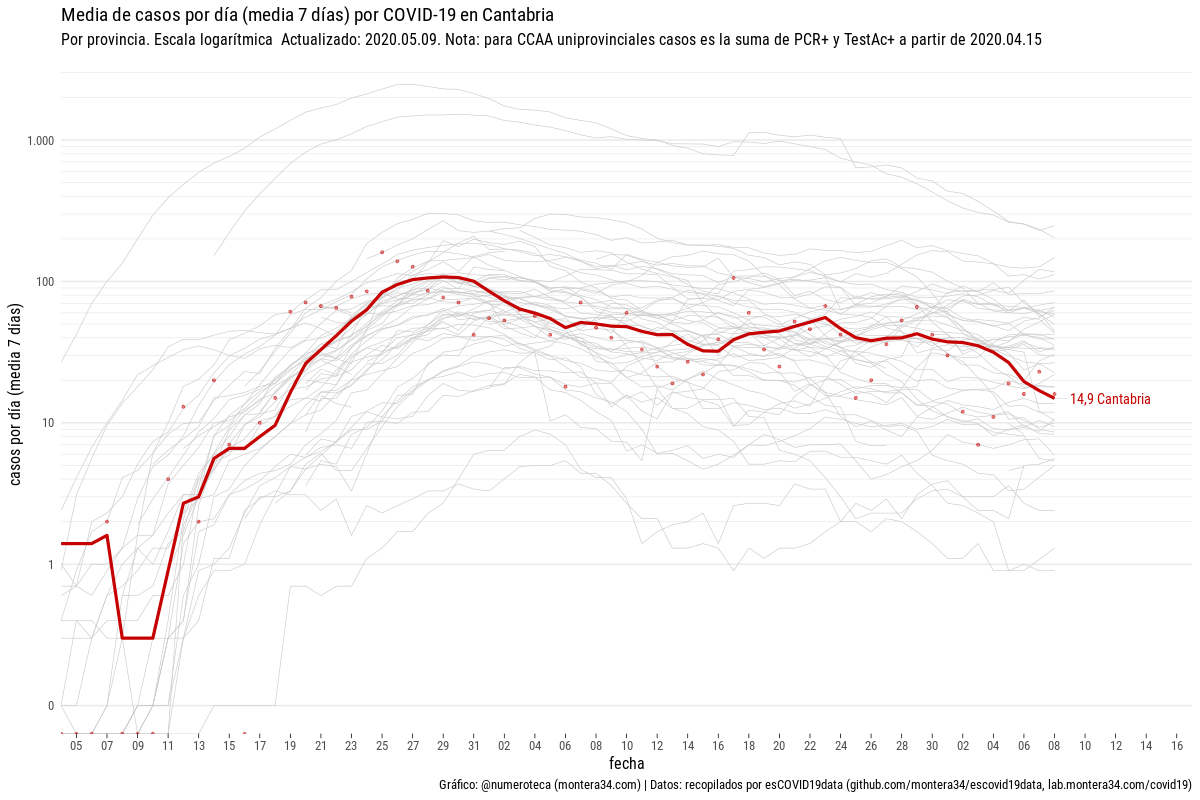 Media de casos por día (media 7 días) por COVID-19 en Cantabria
Por provincia. Escala logarítmica  Actualizado: 2020.05.09. Nota: para CCAA uniprovinciales casos es la suma de PCR+ y TestAc+ a partir de 2020.04.15
casos por día (media 7 días)
1.000
100
10
1
0
14,9 Cantabria
05 07 09 11 13 15 17 19 21 23 25 27 29 31 02 04 06 08 10 12 14 16 18 20 22 24 26 28 30 02 04 06 08 10 12 14 16
fecha
Gráfico: @numeroteca (montera34.com) | Datos: recopilados por esCOVID19data (github.com/montera34/escovid19data, lab.montera34.com/covid19)